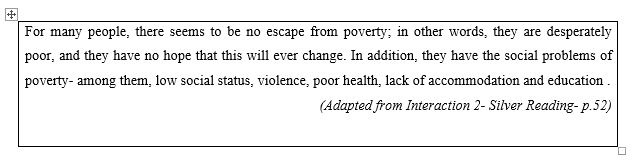 For many people, there seems to be no escape from poverty; in other words, they are desperately
poor, and they have no hope that this will ever change. In addition, they have the social problems of
poverty- among them, low social status, violence, poor health, lack of accommodation and education .
(Adapted from Interaction 2- Silver Reading- p.52)